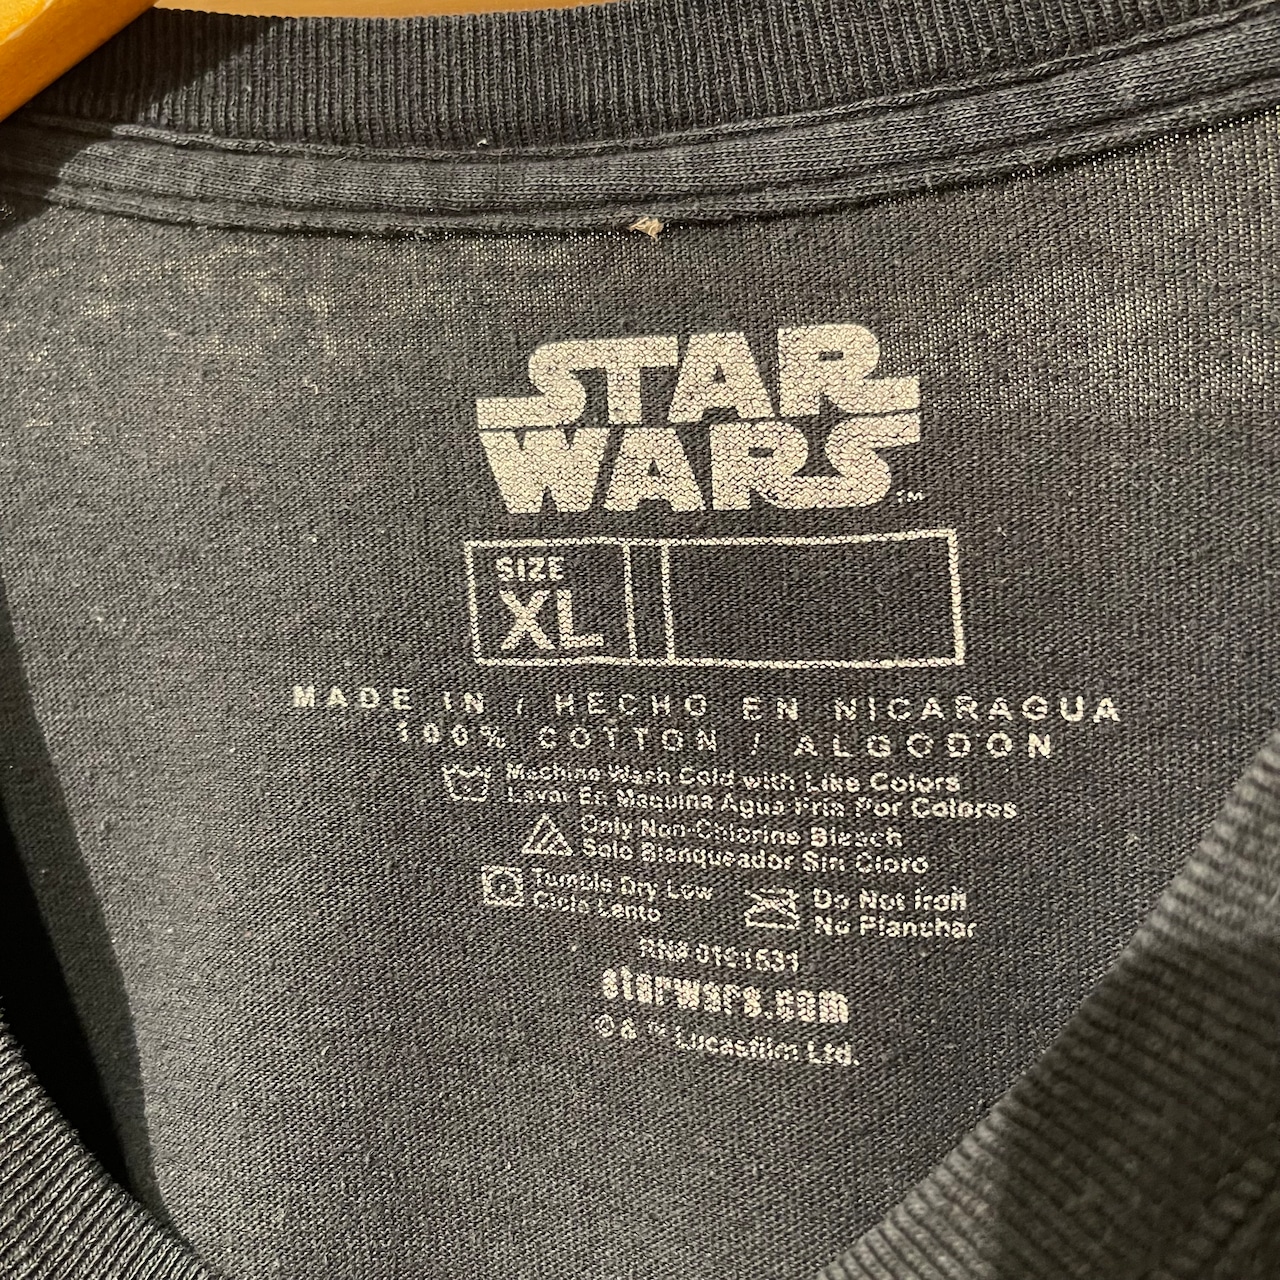 STAR
WARS™
SIZE
XL
MADE IN / HECHO EN NICARAGUA
100% COTTON / ALGODON
Machine Wash Cold with Like Colors
Lavar En Maquina Agua Fria Por Colores
Only Non-Chlorine Bleach
Solo Blanqueador Sin Cloro
Tumble Dry Low
Ciclo Lento
Do Not Iron
No Planchar
RN#
starwars.com
© & ™ Lucasfilm Ltd.